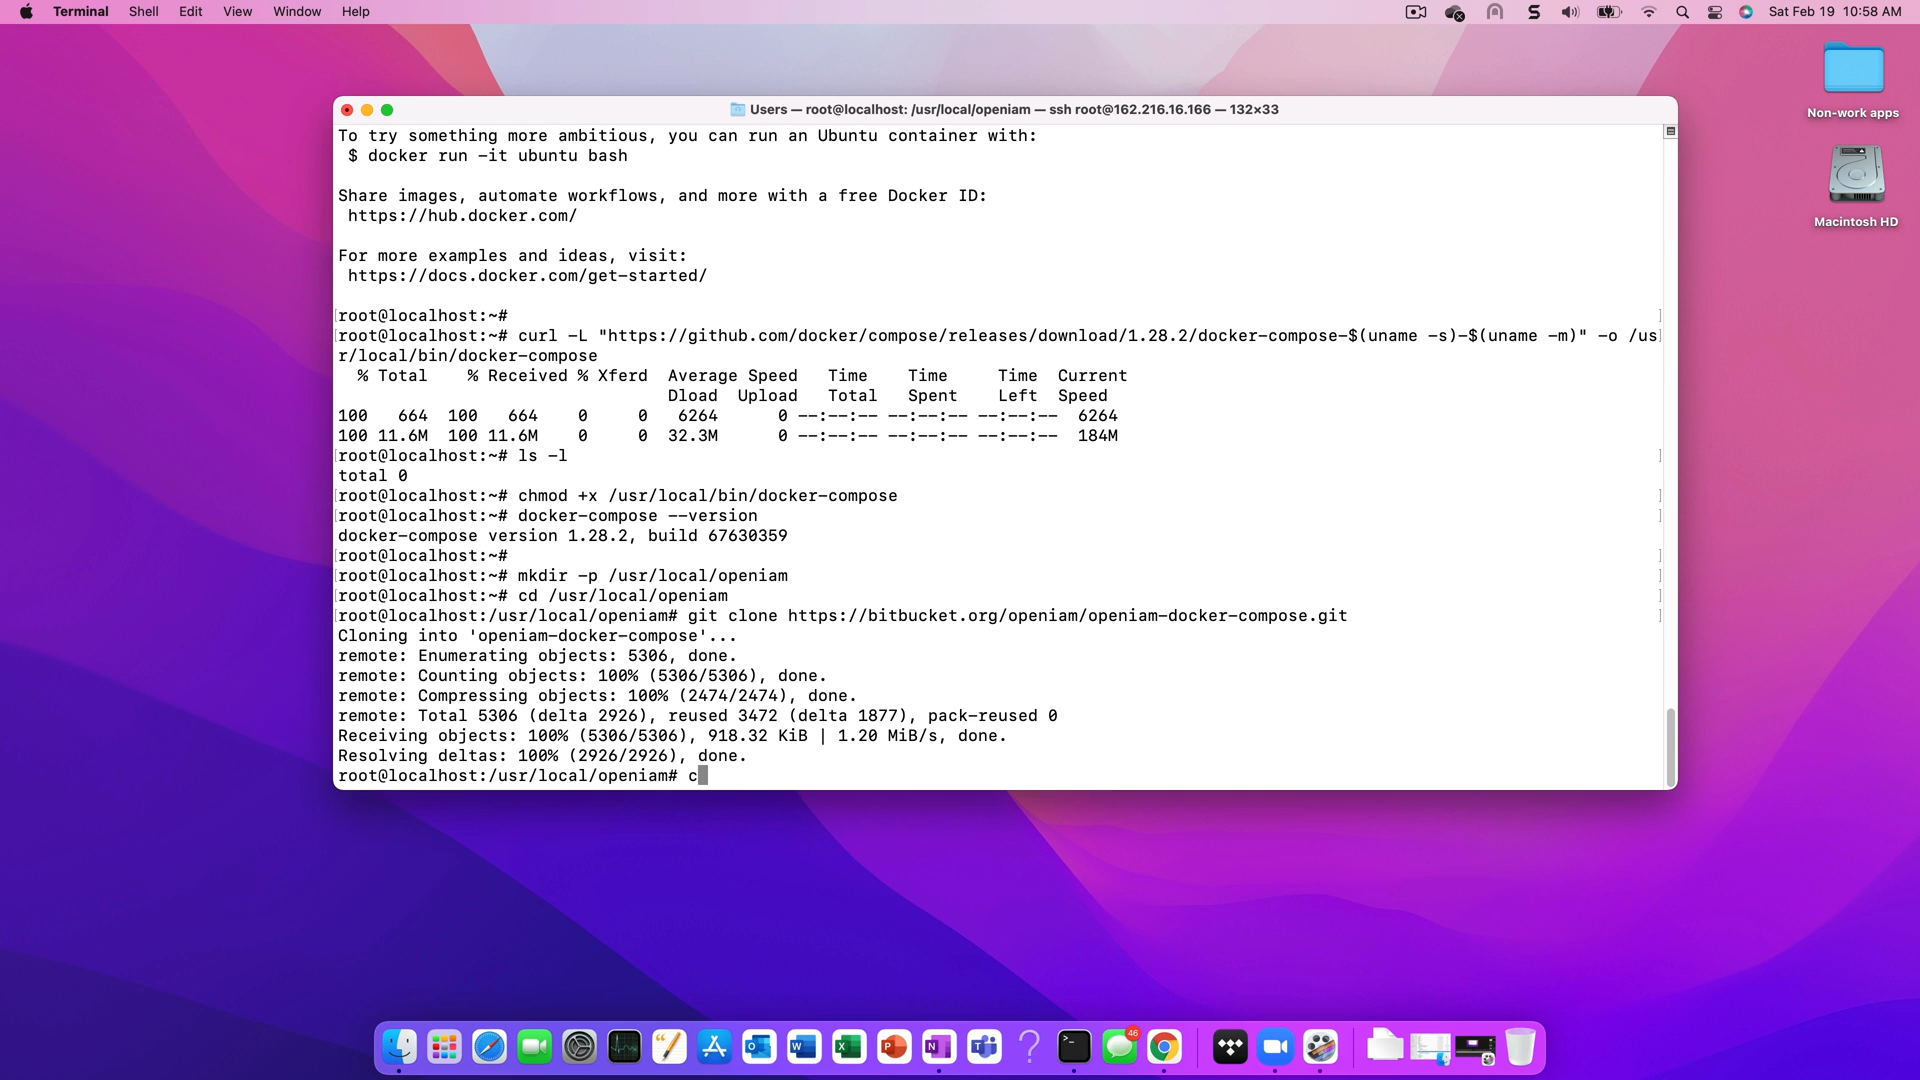 Terminal Shell Edit View Window Help
Sat Feb 19 10:58 AM
Non-work apps
Macintosh HD
Users — root@localhost: /usr/local/openiam — ssh root@162.216.16.166 — 132×33
To try something more ambitious, you can run an Ubuntu container with:
$ docker run -it ubuntu bash
Share images, automate workflows, and more with a free Docker ID:
https://hub.docker.com/
For more examples and ideas, visit:
https://docs.docker.com/get-started/
[root@localhost:~# ]
[root@localhost:~# curl -L "https://github.com/docker/compose/releases/download/1.28.2/docker-compose-$(uname -s)-$(uname -m)" -o /us]
r/local/bin/docker-compose
% Total % Received % Xferd Average Speed Time Time Time Current
Dload Upload Total Spent Left Speed
100 664 100 664 0 0 6264 0 --:--:-- --:--:-- --:--:-- 6264
100 11.6M 100 11.6M 0 0 32.3M 0 --:--:-- --:--:-- --:--:-- 184M
[root@localhost:~# ls -l ]
total 0
[root@localhost:~# chmod +x /usr/local/bin/docker-compose ]
[root@localhost:~# docker-compose --version ]
docker-compose version 1.28.2, build 67630359
[root@localhost:~# ]
[root@localhost:~# mkdir -p /usr/local/openiam ]
[root@localhost:~# cd /usr/local/openiam ]
[root@localhost:/usr/local/openiam# git clone https://bitbucket.org/openiam/openiam-docker-compose.git ]
Cloning into 'openiam-docker-compose'...
remote: Enumerating objects: 5306, done.
remote: Counting objects: 100% (5306/5306), done.
remote: Compressing objects: 100% (2474/2474), done.
remote: Total 5306 (delta 2926), reused 3472 (delta 1877), pack-reused 0
Receiving objects: 100% (5306/5306), 918.32 KiB | 1.20 MiB/s, done.
Resolving deltas: 100% (2926/2926), done.
root@localhost:/usr/local/openiam# c
46